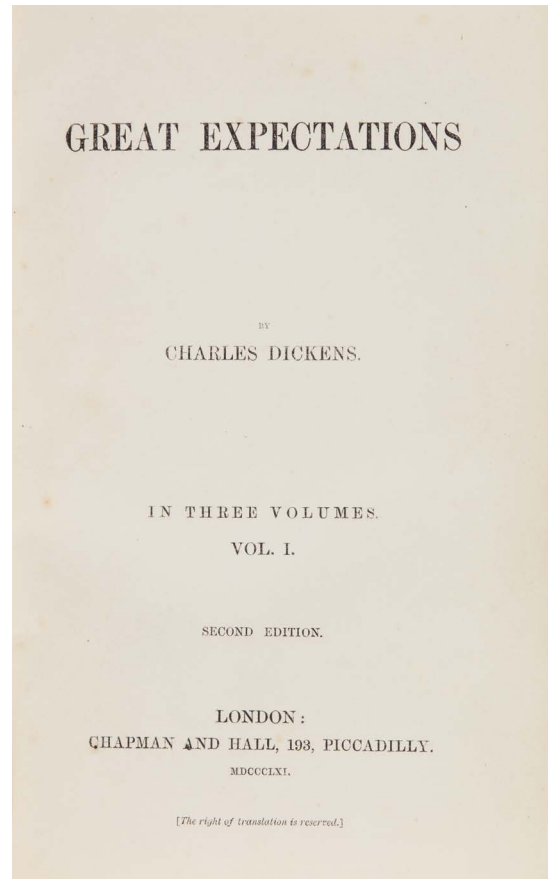 GREAT EXPECTATIONS
BY
CHARLES DICKENS.
IN THREE VOLUMES.
VOL. I.
SECOND EDITION.
LONDON:
CHAPMAN AND HALL, 193, PICCADILLY.
MDCCCLXI.
[The right of translation is reserved.]